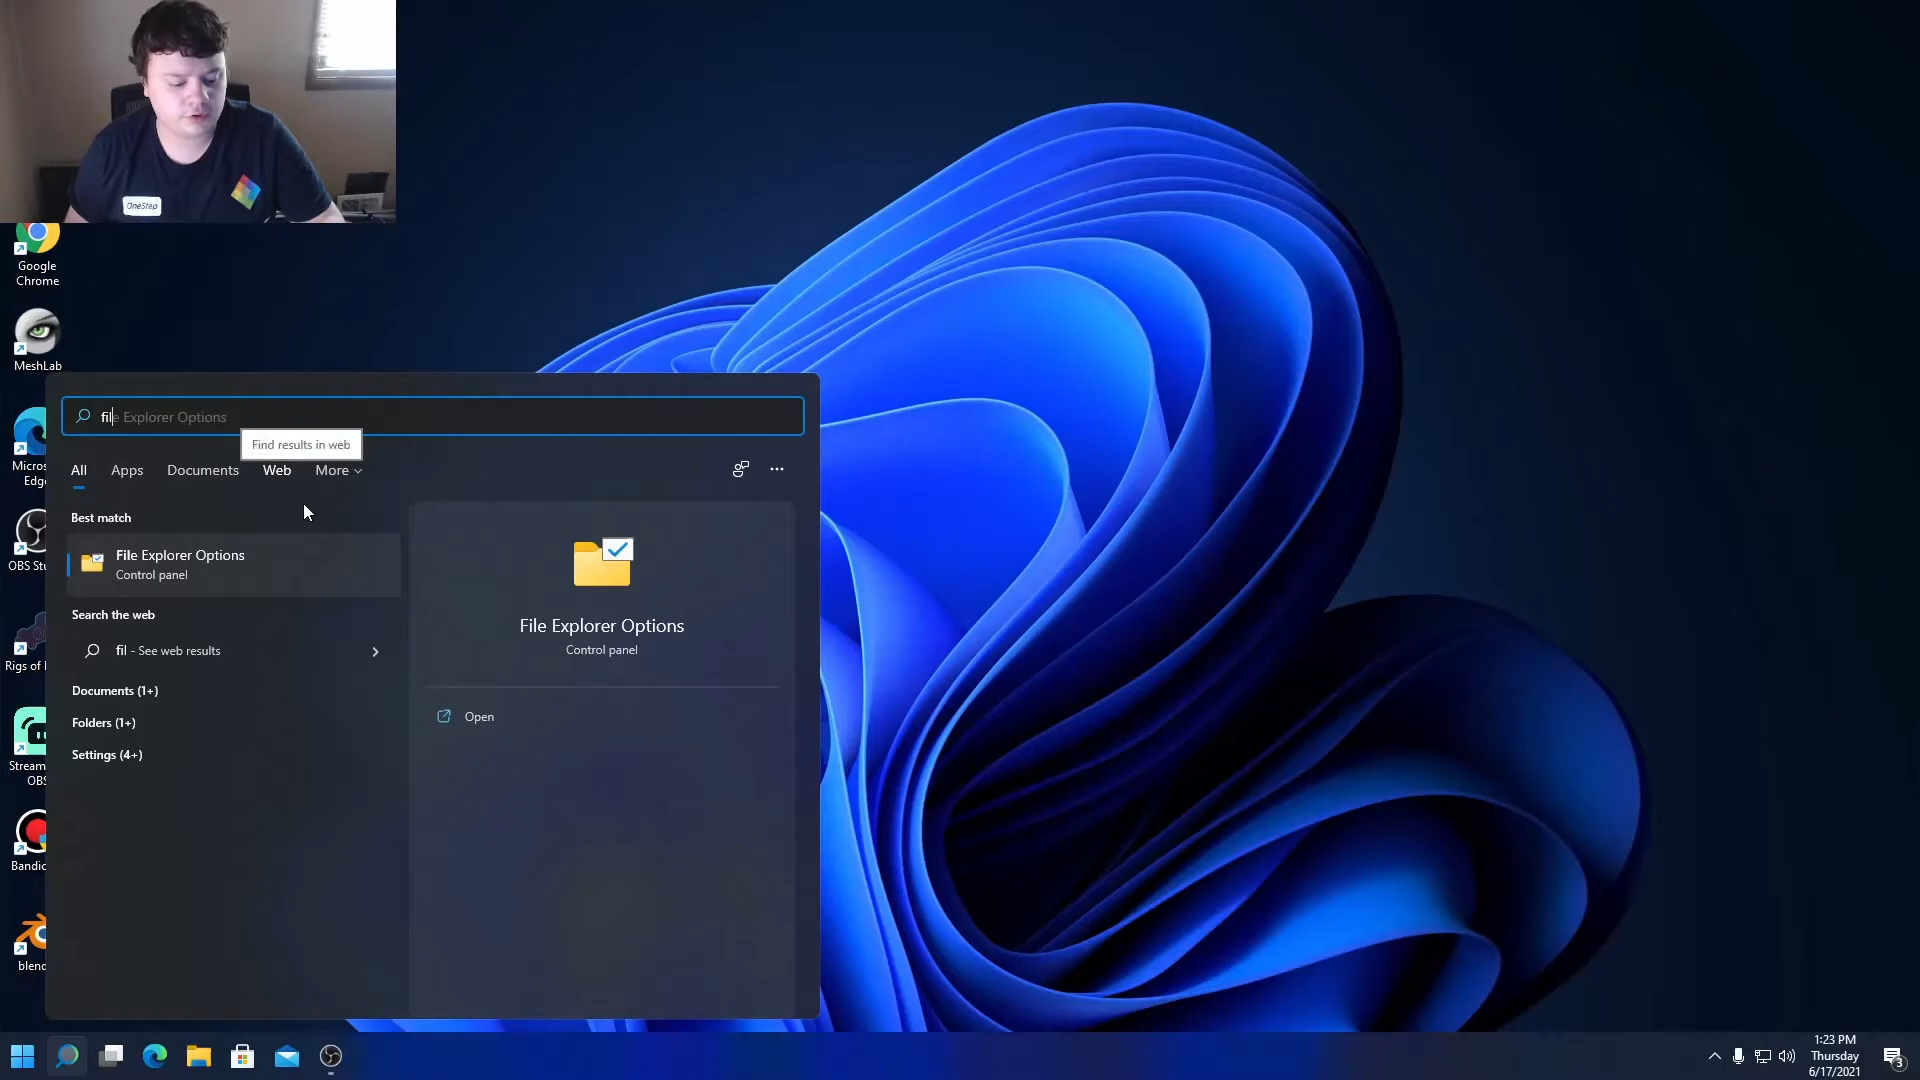 OneStep
Google
Chrome
MeshLab
Micros
Edg
OBS Stu
Rigs of
Stream
OBS
Bandic
blend
file Explorer Options
Find results in web
All
Apps
Documents
Web
More
Best match
File Explorer Options
Control panel
Search the web
fil - See web results
Documents (1+)
Folders (1+)
Settings (4+)
File Explorer Options
Control panel
Open
1:23 PM
Thursday
6/17/2021
3